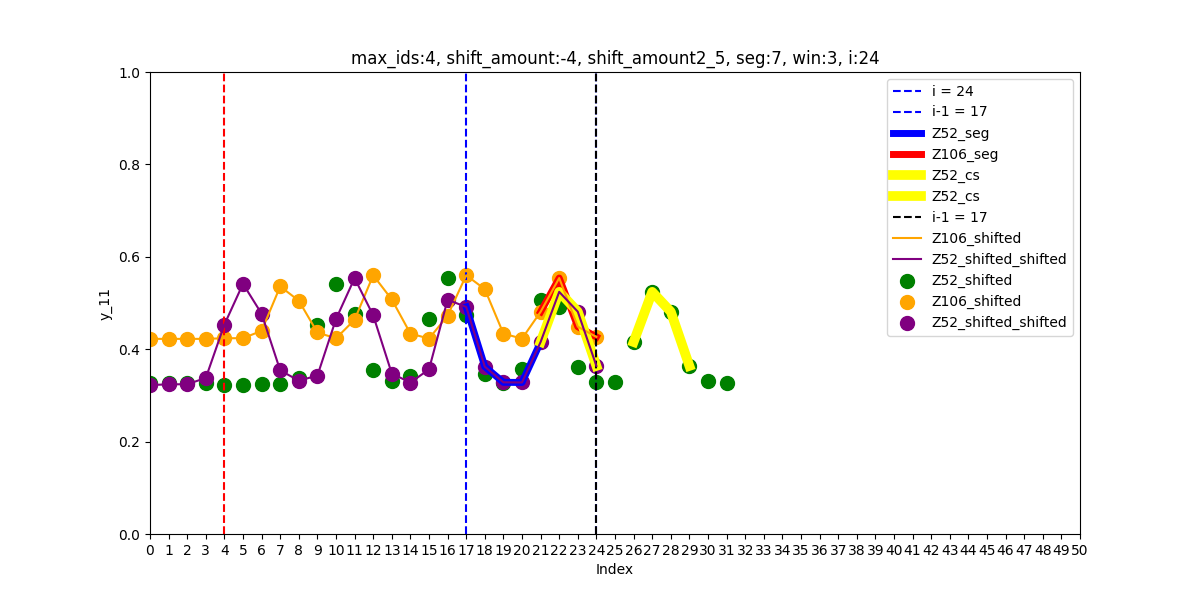 max_ids:4, shift_amount:-4, shift_amount2_5, seg:7, win:3, i:24
1.0
0.8
0.6
0.4
0.2
0.0
y_11
i = 24
i-1 = 17
Z52_seg
Z106_seg
Z52_cs
Z52_cs
i-1 = 17
Z106_shifted
Z52_shifted_shifted
Z52_shifted
Z106_shifted
Z52_shifted_shifted
0 1 2 3 4 5 6 7 8 9 10 11 12 13 14 15 16 17 18 19 20 21 22 23 24 25 26 27 28 29 30 31 32 33 34 35 36 37 38 39 40 41 42 43 44 45 46 47 48 49 50
Index